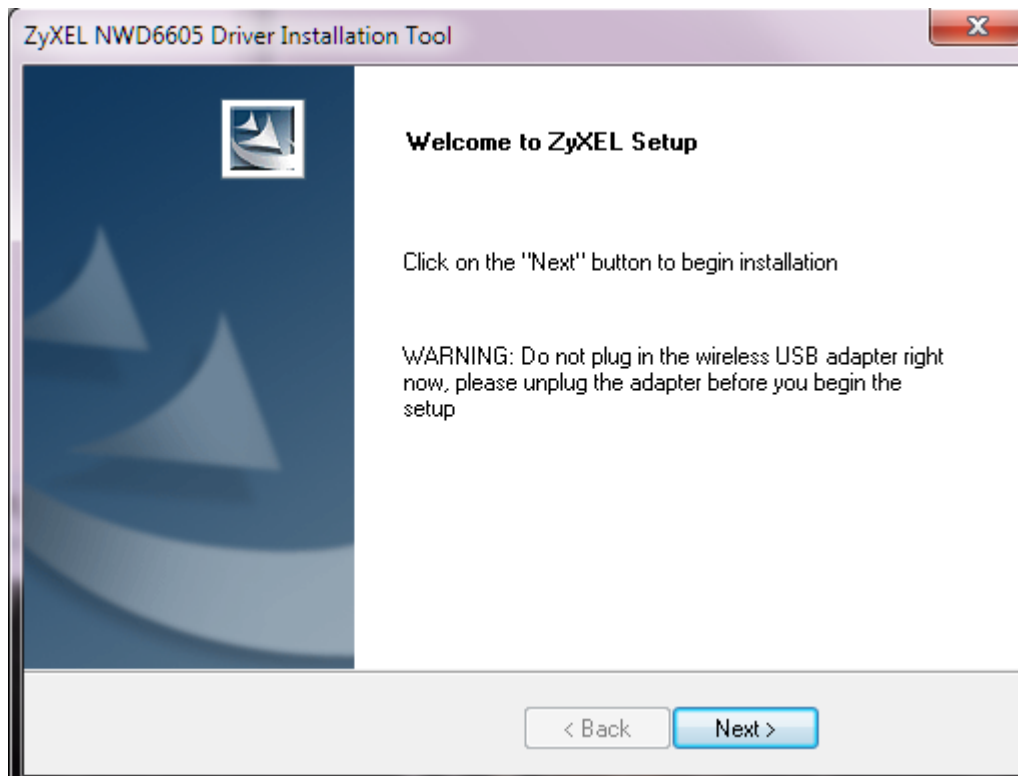 ZyXEL NWD6605 Driver Installation Tool
Welcome to ZyXEL Setup
Click on the "Next" button to begin installation
WARNING: Do not plug in the wireless USB adapter right
now, please unplug the adapter before you begin the
setup
< Back
Next >